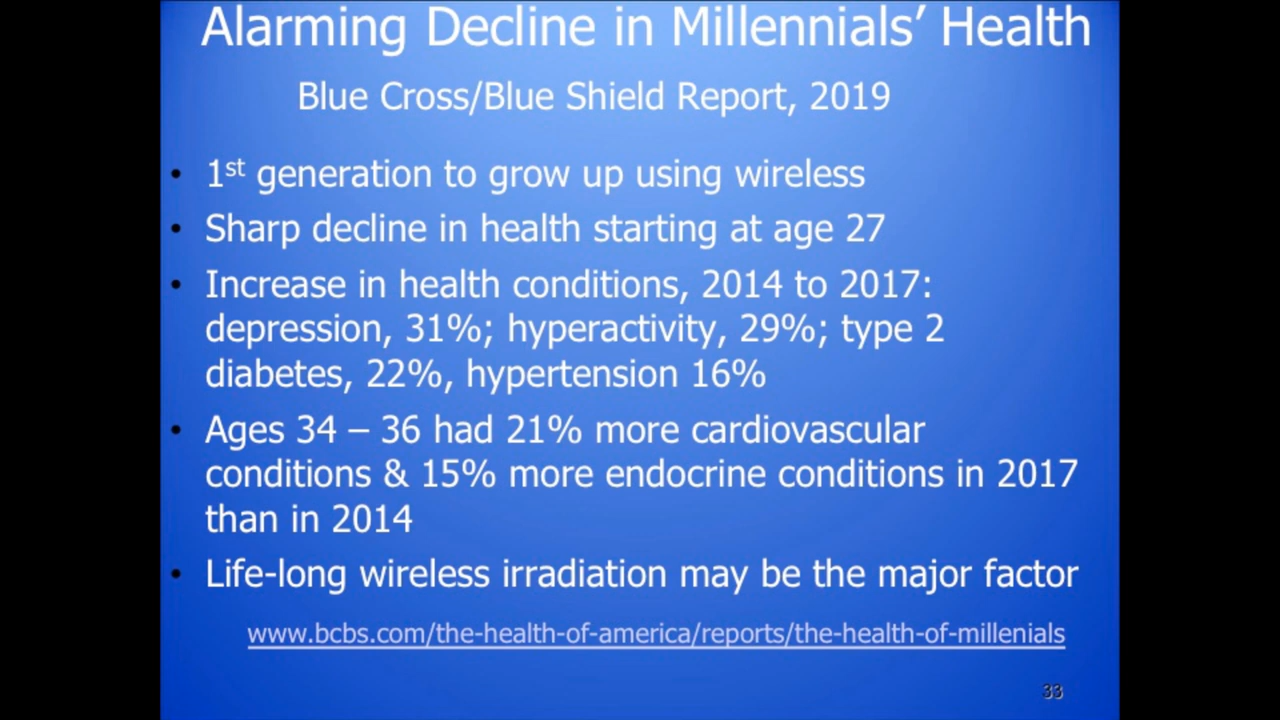 Alarming Decline in Millennials’ Health
Blue Cross/Blue Shield Report, 2019
• 1st generation to grow up using wireless
• Sharp decline in health starting at age 27
• Increase in health conditions, 2014 to 2017:
depression, 31%; hyperactivity, 29%; type 2
diabetes, 22%, hypertension 16%
• Ages 34 – 36 had 21% more cardiovascular
conditions & 15% more endocrine conditions in 2017
than in 2014
• Life-long wireless irradiation may be the major factor
www.bcbs.com/the-health-of-america/reports/the-health-of-millenials
33